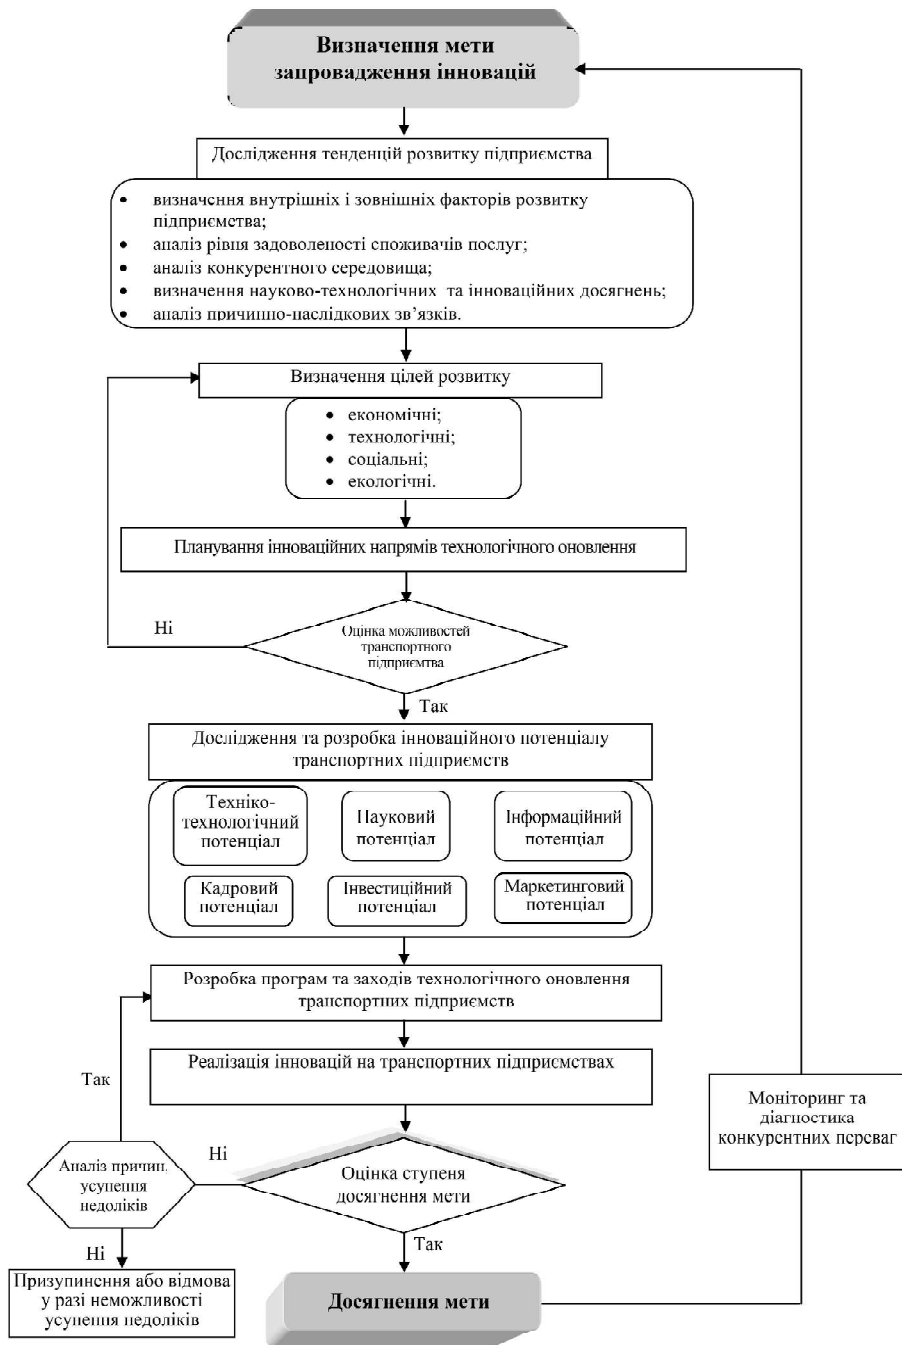 Визначення мети
запровадження інновацій
Дослідження тенденцій розвитку підприємства
• визначення внутрішніх і зовнішніх факторів розвитку
підприємства;
• аналіз рівня задоволеності споживачів послуг;
• аналіз конкурентного середовища;
• визначення науково-технологічних та інноваційних досягнень;
• аналіз причинно-наслідкових зв’язків.
Визначення цілей розвитку
• економічні;
• технологічні;
• соціальні;
• екологічні.
Планування інноваційних напрямів технологічного оновлення
Ні
Оцінка можливостей
транспортного
підприємтва
Так
Дослідження та розробка інноваційного потенціалу
транспортних підприємств
Техніко-
технологічний
потенціал
Науковий
потенціал
Інформаційний
потенціал
Кадровий
потенціал
Інвестиційний
потенціал
Маркетинговий
потенціал
Розробка програм та заходів технологічного оновлення
транспортних підприємств
Реалізація інновацій на транспортних підприємствах
Так
Моніторинг та
діагностика
конкурентних переваг
Аналіз причин,
усунення
недоліків
Ні
Оцінка ступеня
досягнення мети
Ні
Так
Призупинення або відмова
у разі неможливості
усунення недоліків
Досягнення мети